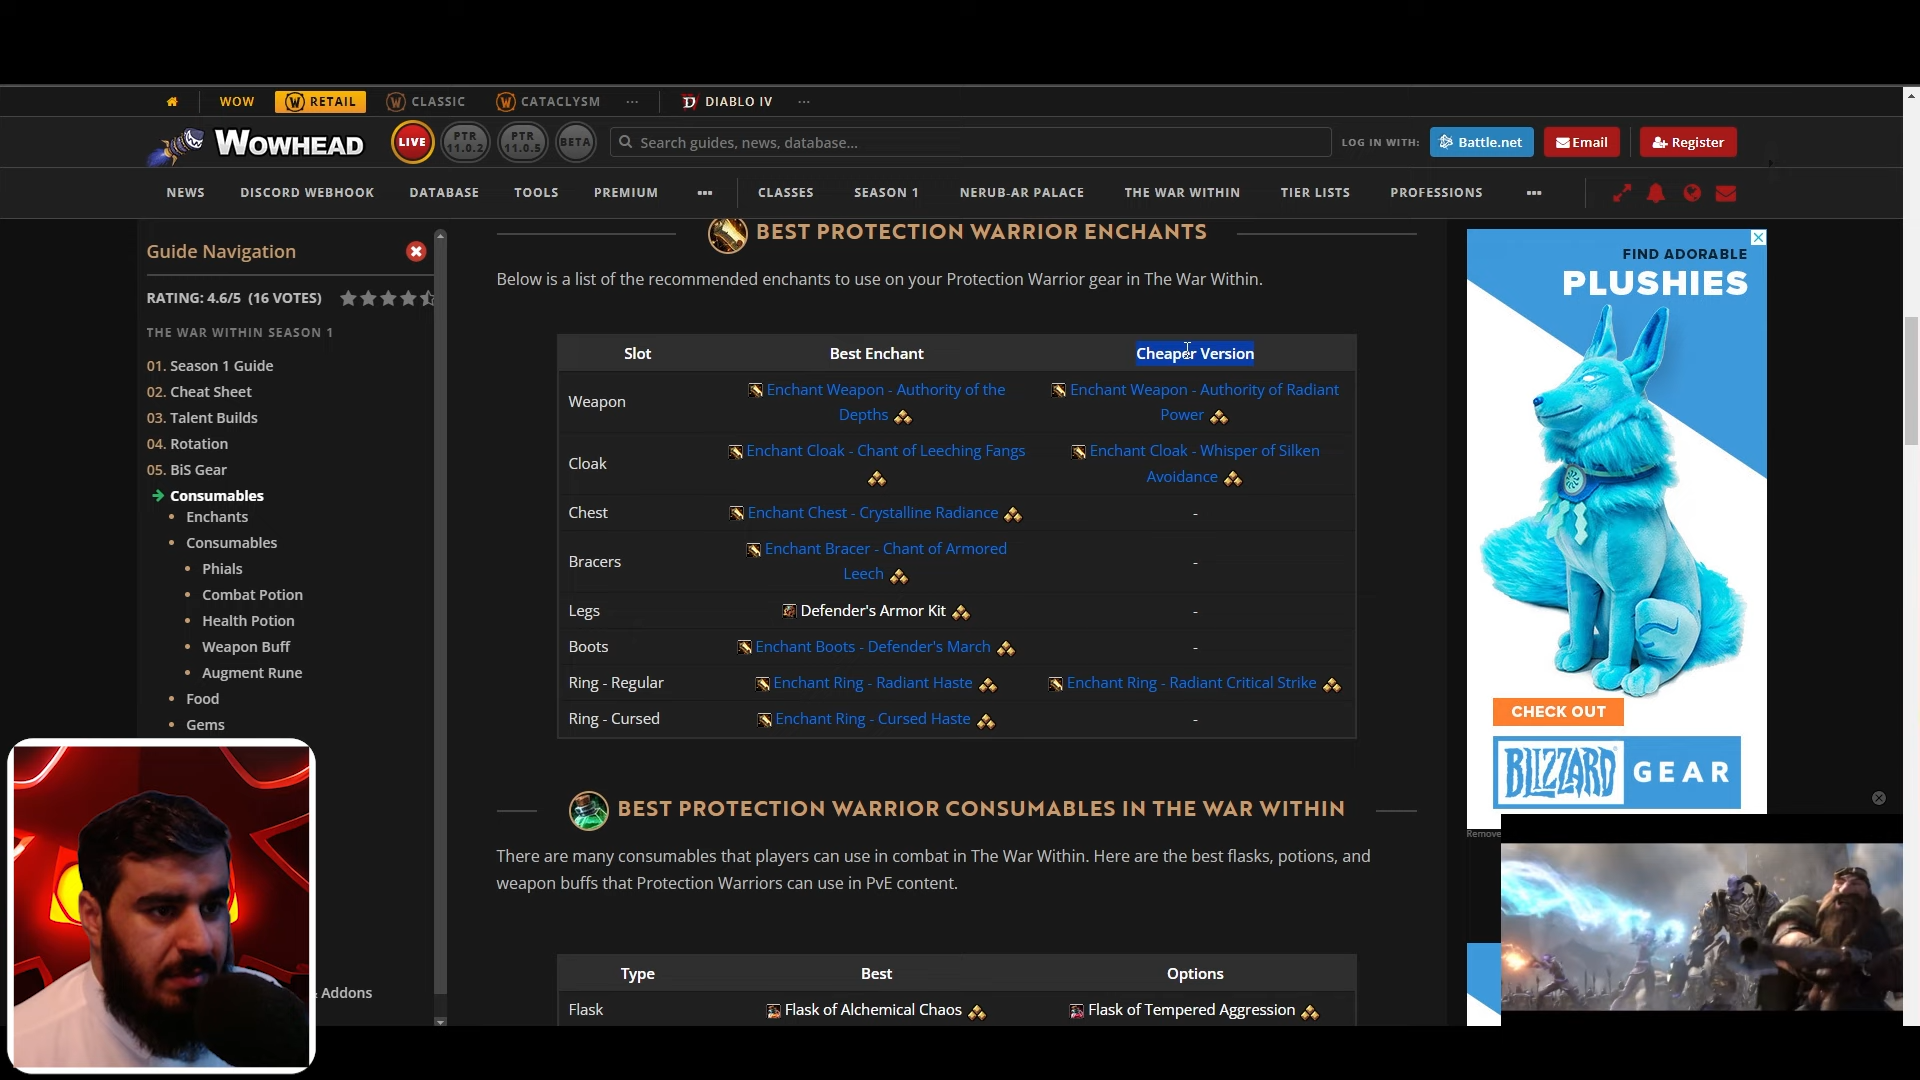 WOW
RETAIL
CLASSIC
CATACLYSM
DIABLO IV
WOWHEAD
LIVE
PTR
11.0.2
PTR
11.0.5
BETA
Search guides, news, database...
LOG IN WITH:
Battle.net
Email
Register
NEWS
DISCORD WEBHOOK
DATABASE
TOOLS
PREMIUM
CLASSES
SEASON 1
NERUB-AR PALACE
THE WAR WITHIN
TIER LISTS
PROFESSIONS
Guide Navigation
RATING: 4.6/5 (16 VOTES)
THE WAR WITHIN SEASON 1
01. Season 1 Guide
02. Cheat Sheet
03. Talent Builds
04. Rotation
05. BiS Gear
Consumables
• Enchants
• Consumables
• Phials
• Combat Potion
• Health Potion
• Weapon Buff
• Augment Rune
• Food
• Gems
& Addons
BEST PROTECTION WARRIOR ENCHANTS
Below is a list of the recommended enchants to use on your Protection Warrior gear in The War Within.
Slot Best Enchant Cheaper Version
Weapon
Enchant Weapon - Authority of the
Depths
Enchant Weapon - Authority of Radiant
Power
Cloak
Enchant Cloak - Chant of Leeching Fangs
Enchant Cloak - Whisper of Silken
Avoidance
Chest Enchant Chest - Crystalline Radiance -
Bracers
Enchant Bracer - Chant of Armored
Leech
-
Legs Defender's Armor Kit -
Boots Enchant Boots - Defender's March -
Ring - Regular Enchant Ring - Radiant Haste Enchant Ring - Radiant Critical Strike
Ring - Cursed Enchant Ring - Cursed Haste -
BEST PROTECTION WARRIOR CONSUMABLES IN THE WAR WITHIN
There are many consumables that players can use in combat in The War Within. Here are the best flasks, potions, and
weapon buffs that Protection Warriors can use in PvE content.
Type Best Options
Flask Flask of Alchemical Chaos Flask of Tempered Aggression
FIND ADORABLE
PLUSHIES
CHECK OUT
BLIZZARD GEAR
Remove